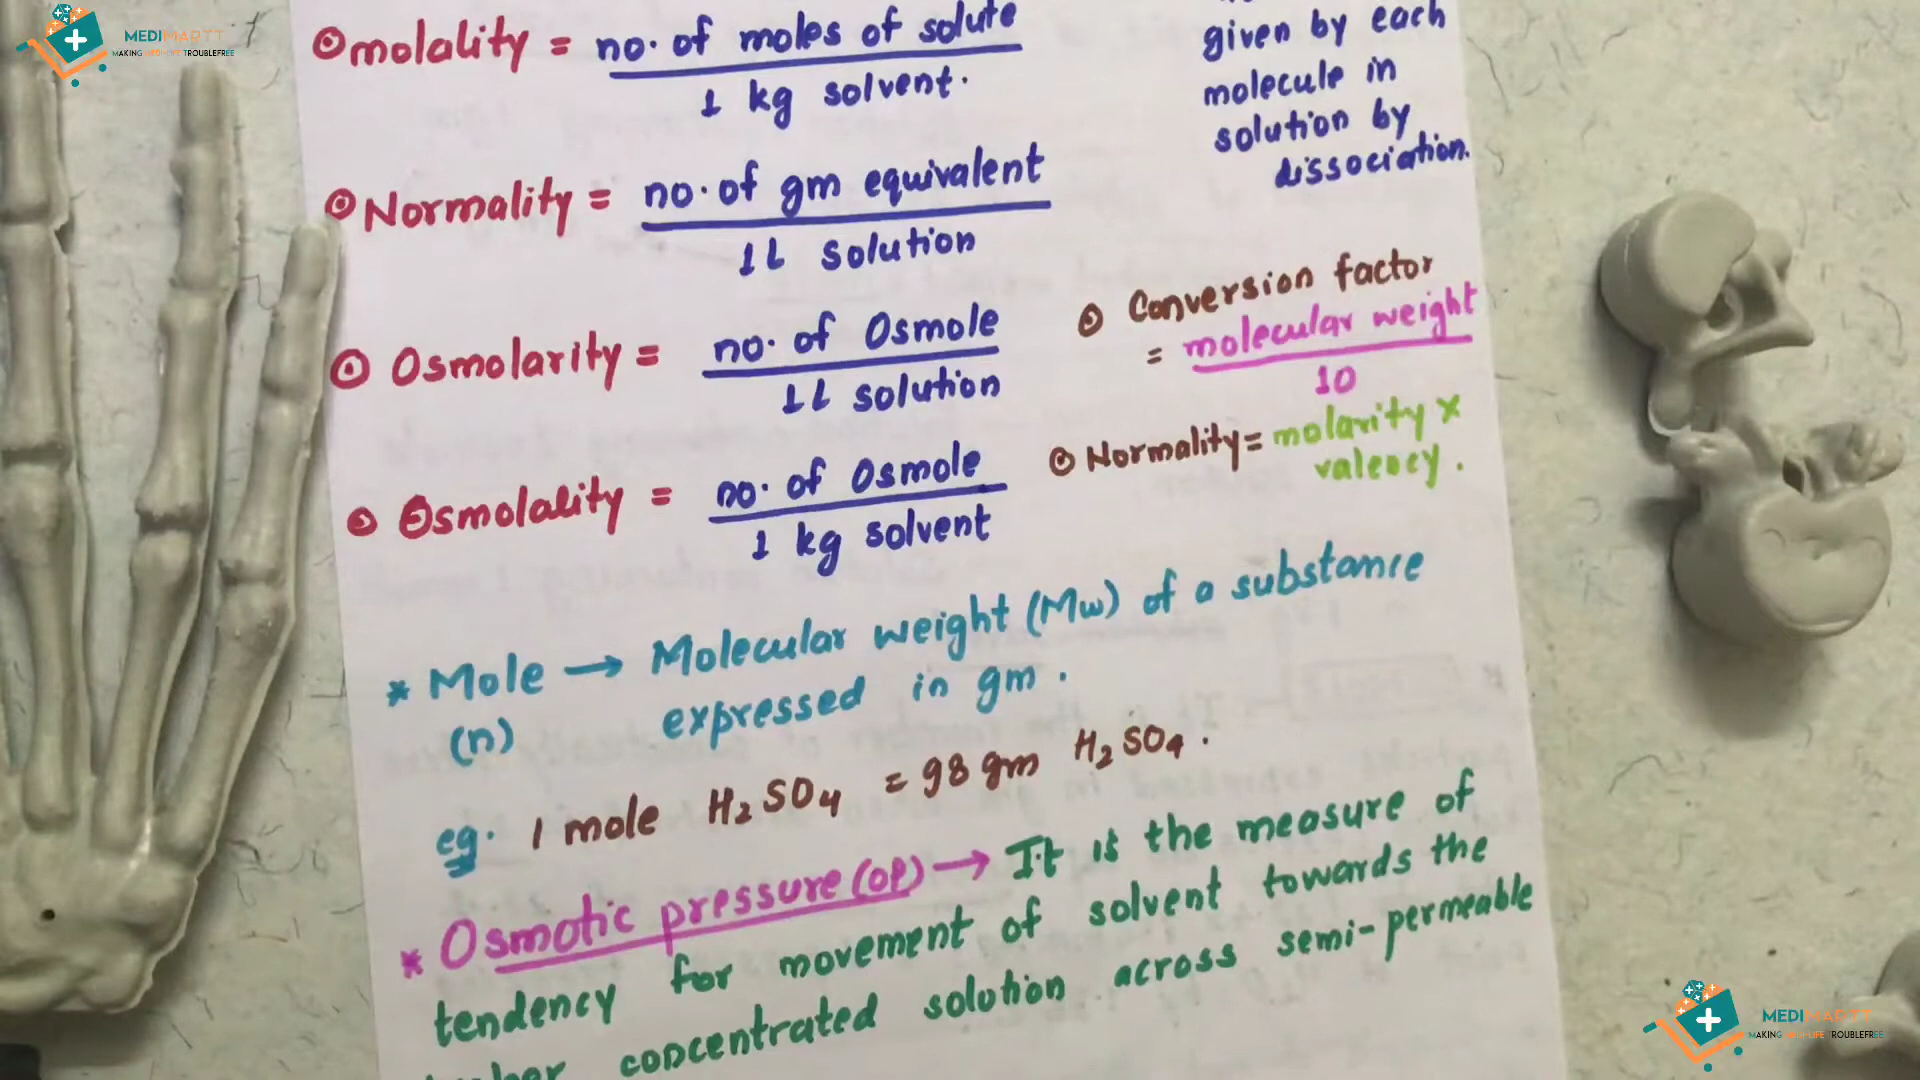 MEDIMARTT
MAKING MEDI-LIFE TROUBLEFREE
molality = no. of moles of solute
1 kg solvent.
given by each
molecule in
solution by
dissociation.
Normality = no. of gm equivalent
1L solution
Osmolarity = no. of Osmole
1L solution
Conversion factor
= molecular weight
10
Normality = molarity x
valency.
Osmolality = no. of Osmole
1 kg solvent
* Mole → Molecular weight (Mw) of a substance
(n) expressed in gm.
eg. 1 mole H₂SO₄ = 98 gm H₂SO₄.
* Osmotic pressure (OP) → It is the measure of
tendency for movement of solvent towards the
concentrated solution across semi-permeable
MEDIMARTT
MAKING MEDI-LIFE TROUBLEFREE